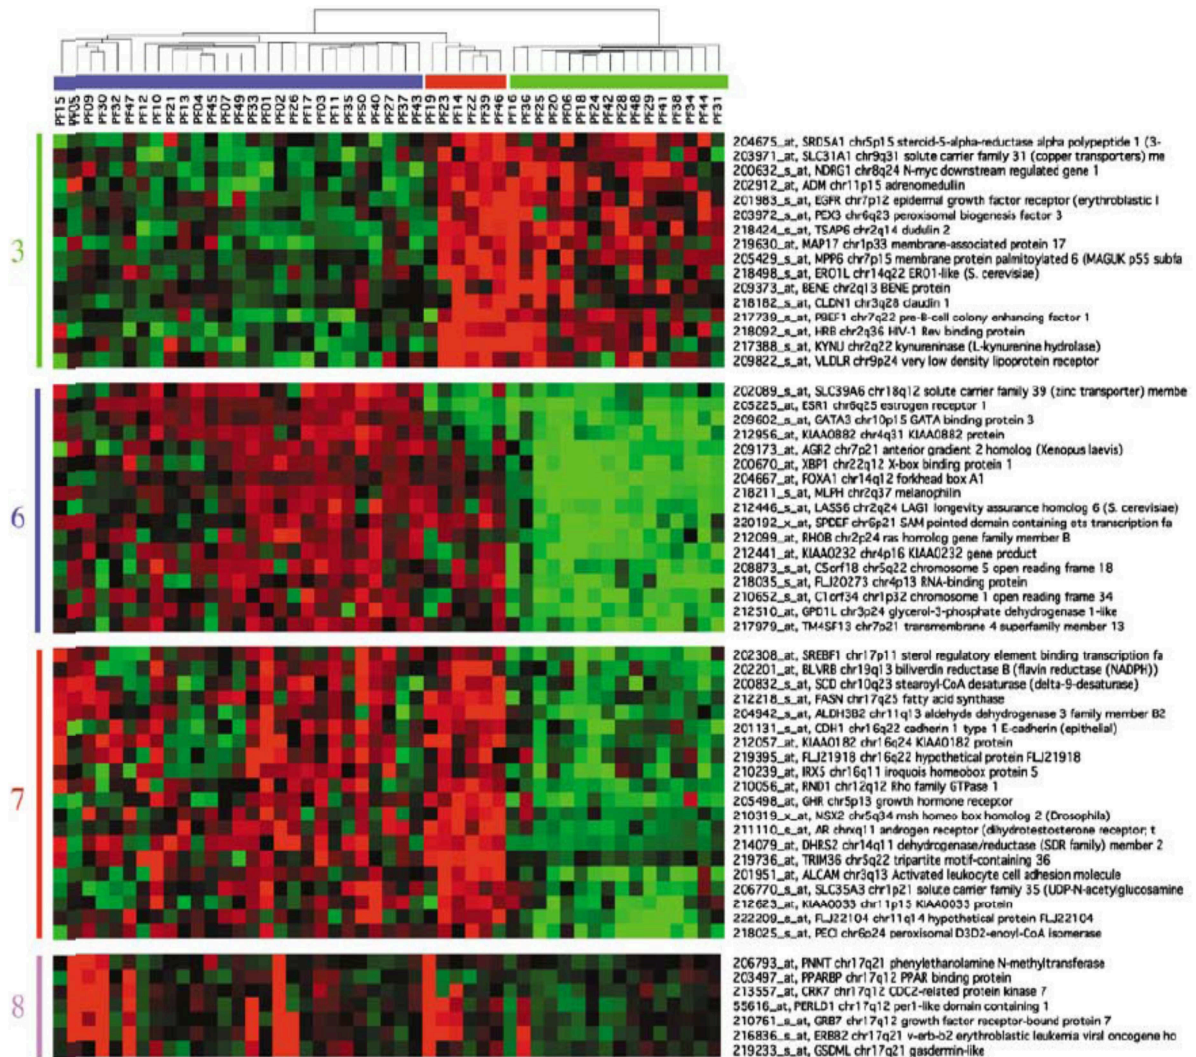 PF15 PF05 PF09 PF30 PF32 PF47 PF12 PF10 PF21 PF13 PF04 PF45 PF07 PF49 PF33 PF01 PF02 PF26 PF17 PF03 PF11 PF35 PF50 PF40 PF27 PF37 PF43 PF19 PF23 PF14 PF22 PF39 PF46 PF16 PF36 PF25 PF20 PF06 PF18 PF24 PF42 PF28 PF48 PF29 PF41 PF38 PF34 PF44 PF31
3
204675_at, SRD5A1 chr5p15 steroid-5-alpha-reductase alpha polypeptide 1 (3-
203971_at, SLC31A1 chr9q31 solute carrier family 31 (copper transporters) me
200632_s_at, NDRG1 chr8q24 N-myc downstream regulated gene 1
202912_at, ADM chr11p15 adrenomedulin
201983_s_at, EGFR chr7p12 epidermal growth factor receptor (erythroblastic l
203972_at, PEX3 chr6q23 peroxisomal biogenesis factor 3
218424_s_at, TSAP6 chr2q14 dudulin 2
219630_at, MAP17 chr1p33 membrane-associated protein 17
205429_s_at, MPP6 chr7p15 membrane protein palmitoylated 6 (MAGUK p55 subfa
218498_s_at, ERO1L chr14q22 ERO1-like (S. cerevisiae)
209373_at, BENE chr2q13 BENE protein
218182_s_at, CLDN1 chr3q28 claudin 1
217739_s_at, PBEF1 chr7q22 pre-B-cell colony enhancing factor 1
218092_s_at, HRB chr2q36 HIV-1 Rev binding protein
217388_s_at, KYNU chr2q22 kynureninase (L-kynurenine hydrolase)
209822_s_at, VLDLR chr9p24 very low density lipoprotein receptor
6
202089_s_at, SLC39A6 chr18q12 solute carrier family 39 (zinc transporter) membe
205225_at, ESR1 chr6q25 estrogen receptor 1
209602_s_at, GATA3 chr10p15 GATA binding protein 3
212956_at, KIAA0882 chr4q31 KIAA0882 protein
209173_at, AGR2 chr7p21 anterior gradient 2 homolog (Xenopus laevis)
200670_at, XBP1 chr22q12 X-box binding protein 1
204667_at, FOXA1 chr14q12 forkhead box A1
218211_s_at, MLPH chr2q37 melanophilin
212446_s_at, LASS6 chr2q24 LAG1 longevity assurance homolog 6 (S. cerevisiae)
220192_x_at, SPDEF chr6p21 SAM pointed domain containing ets transcription fa
212099_at, RHOB chr2p24 ras homolog gene family member B
212441_at, KIAA0232 chr4p16 KIAA0232 gene product
208873_s_at, C5orf18 chr5q22 chromosome 5 open reading frame 18
218035_s_at, FLJ20273 chr4p13 RNA-binding protein
210652_s_at, C1orf34 chr1p32 chromosome 1 open reading frame 34
212510_at, GPD1L chr3p24 glycerol-3-phosphate dehydrogenase 1-like
217979_at, TM4SF13 chr7p21 transmembrane 4 superfamily member 13
7
202308_at, SREBF1 chr17p11 sterol regulatory element binding transcription fa
202201_at, BLVRB chr19q13 biliverdin reductase B (flavin reductase (NADPH))
200832_s_at, SCD chr10q23 stearoyl-CoA desaturase (delta-9-desaturase)
212218_s_at, FASN chr17q25 fatty acid synthase
204942_s_at, ALDH3B2 chr11q13 aldehyde dehydrogenase 3 family member B2
201131_s_at, CDH1 chr16q22 cadherin 1 type 1 E-cadherin (epithelial)
212057_at, KIAA0182 chr16q24 KIAA0182 protein
219395_at, FLJ21918 chr16q22 hypothetical protein FLJ21918
210239_at, IRX5 chr16q11 iroquois homeobox protein 5
210056_at, RND1 chr12q12 Rho family GTPase 1
205498_at, GHR chr5p13 growth hormone receptor
210319_x_at, MSX2 chr5q34 msh homeo box homolog 2 (Drosophila)
211110_s_at, AR chrxq11 androgen receptor (dihydrotestosterone receptor; t
214079_at, DHRS2 chr14q11 dehydrogenase/reductase (SDR family) member 2
219736_at, TRIM36 chr5q22 tripartite motif-containing 36
201951_at, ALCAM chr3q13 Activated leukocyte cell adhesion molecule
206770_s_at, SLC35A3 chr1p21 solute carrier family 35 (UDP-N-acetylglucosamine
212623_at, KIAA0033 chr11p15 KIAA0033 protein
222209_s_at, FLJ22104 chr11q14 hypothetical protein FLJ22104
218025_s_at, PECI chr6p24 peroxisomal D3D2-enoyl-CoA isomerase
8
206793_at, PNMT chr17q21 phenylethanolamine N-methyltransferase
203497_at, PPARBP chr17q12 PPAR binding protein
213557_at, CRK7 chr17q12 CDC2-related protein kinase 7
55616_at, PERLD1 chr17q12 per1-like domain containing 1
210761_s_at, GRB7 chr17q12 growth factor receptor-bound protein 7
216836_s_at, ERBB2 chr17q21 v-erb-b2 erythroblastic leukemia viral oncogene ho
219233_s_at, GSDML chr17q21 gasdermin-like